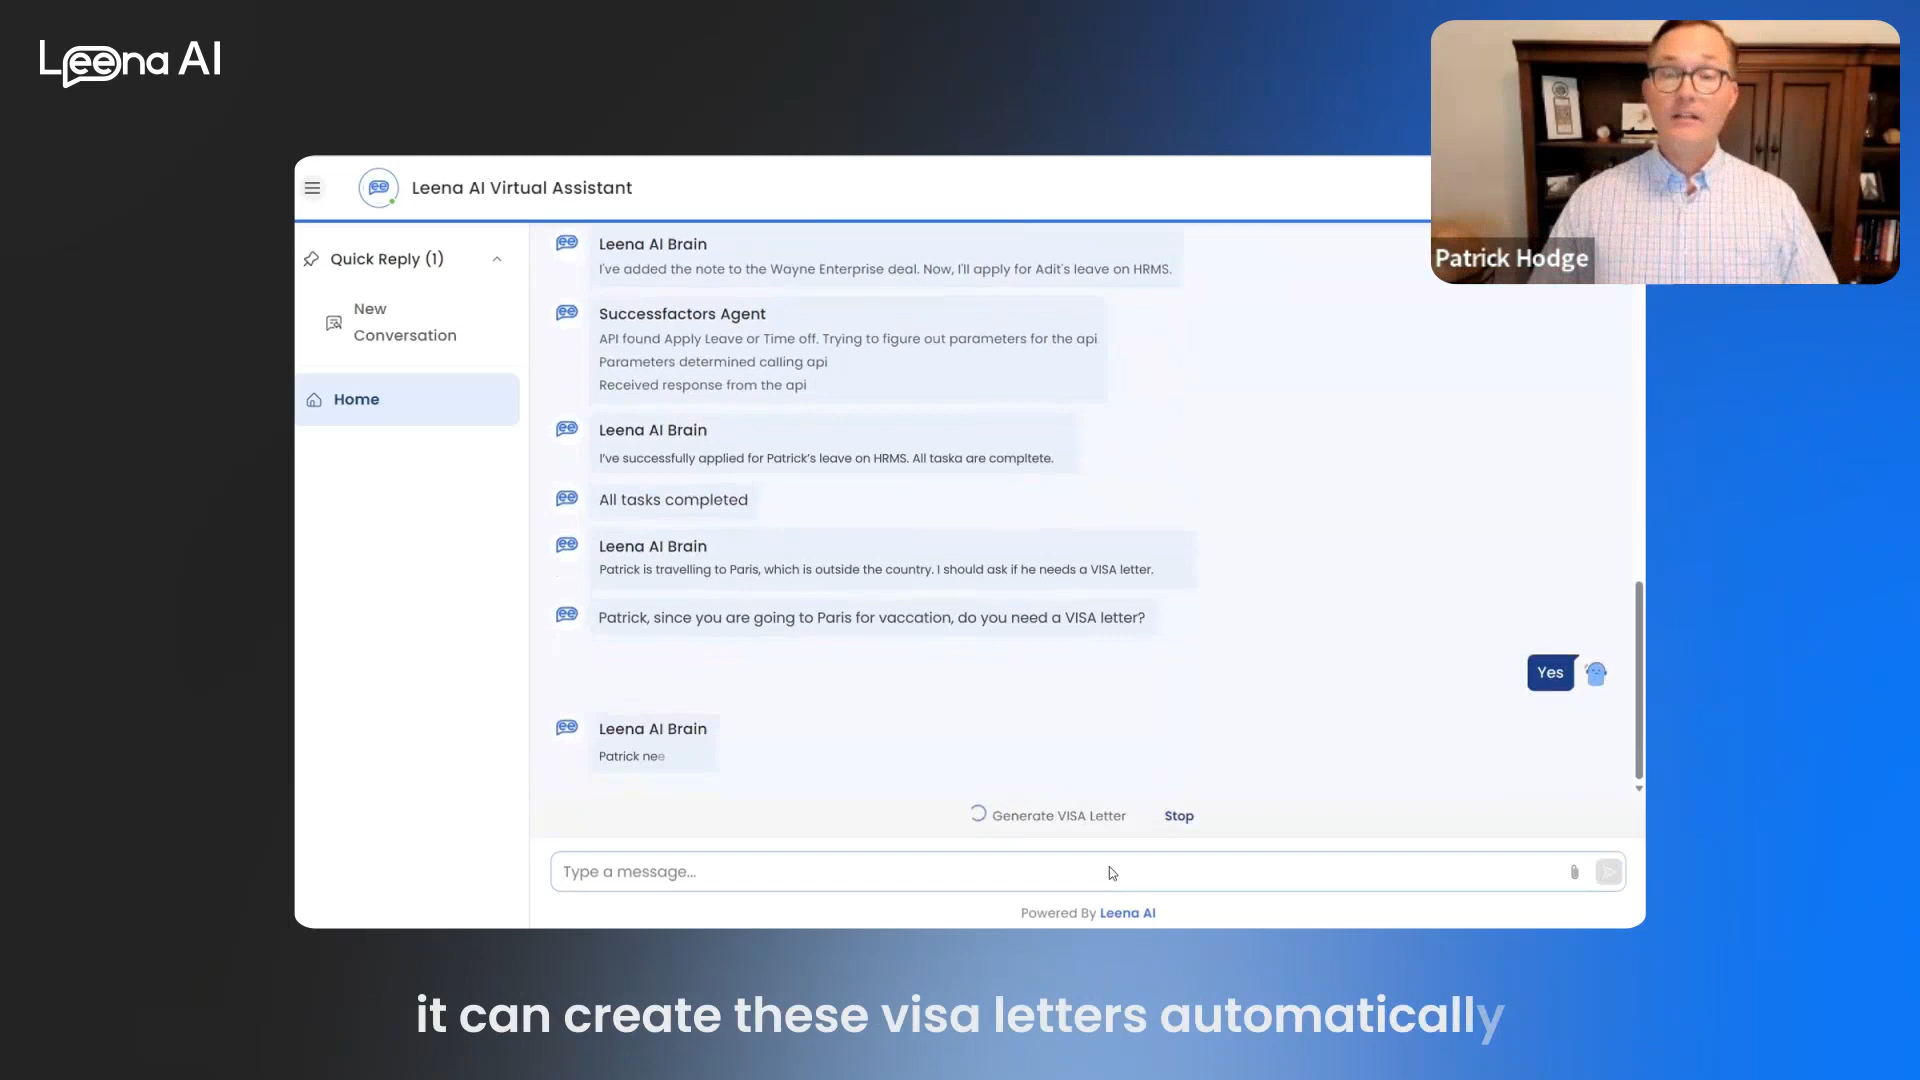 Leena AI
Patrick Hodge
Leena AI Virtual Assistant
Quick Reply (1)
New
Conversation
Home
Leena AI Brain
I've added the note to the Wayne Enterprise deal. Now, I'll apply for Adit's leave on HRMS.
Successfactors Agent
API found Apply Leave or Time off. Trying to figure out parameters for the api
Parameters determined calling api
Received response from the api
Leena AI Brain
I've successfully applied for Patrick's leave on HRMS. All taska are compltete.
All tasks completed
Leena AI Brain
Patrick is travelling to Paris, which is outside the country. I should ask if he needs a VISA letter.
Patrick, since you are going to Paris for vaccation, do you need a VISA letter?
Yes
Leena AI Brain
Patrick nee
Generate VISA Letter Stop
Type a message...
Powered By Leena AI
it can create these visa letters automatically